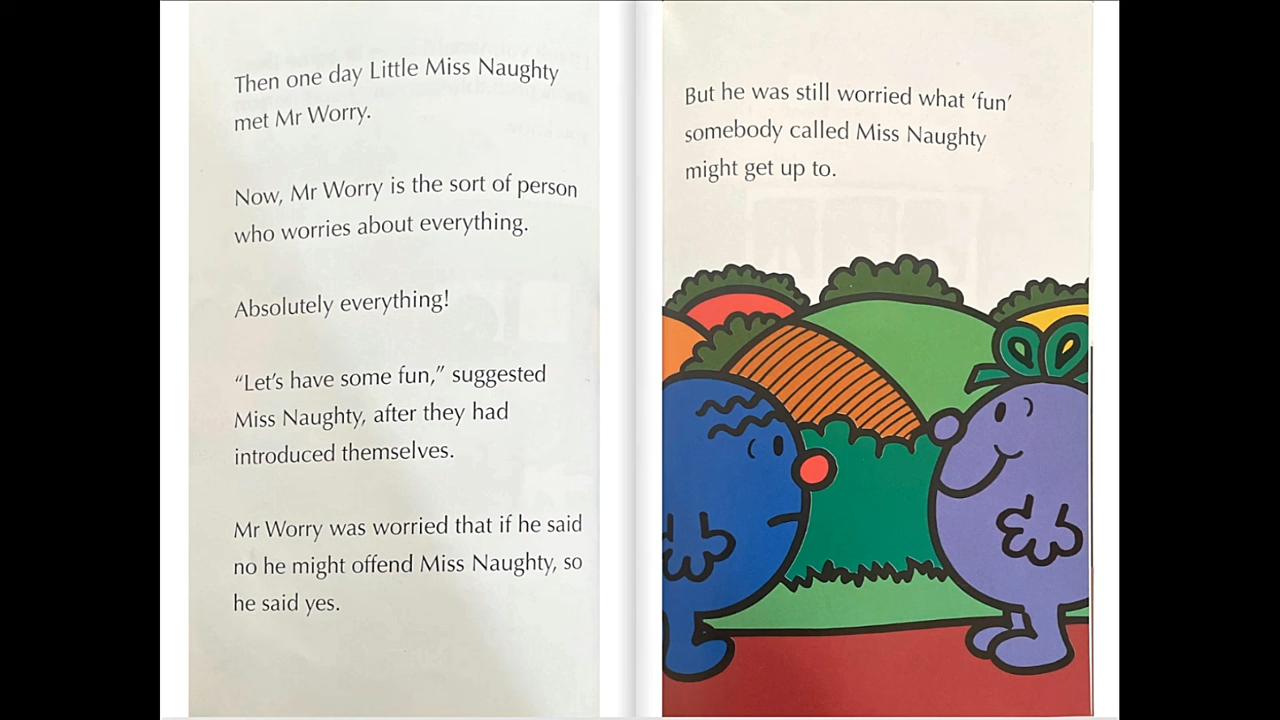 Then one day Little Miss Naughty
met Mr Worry.
Now, Mr Worry is the sort of person
who worries about everything.
Absolutely everything!
“Let’s have some fun,” suggested
Miss Naughty, after they had
introduced themselves.
Mr Worry was worried that if he said
no he might offend Miss Naughty, so
he said yes.
But he was still worried what ‘fun’
somebody called Miss Naughty
might get up to.